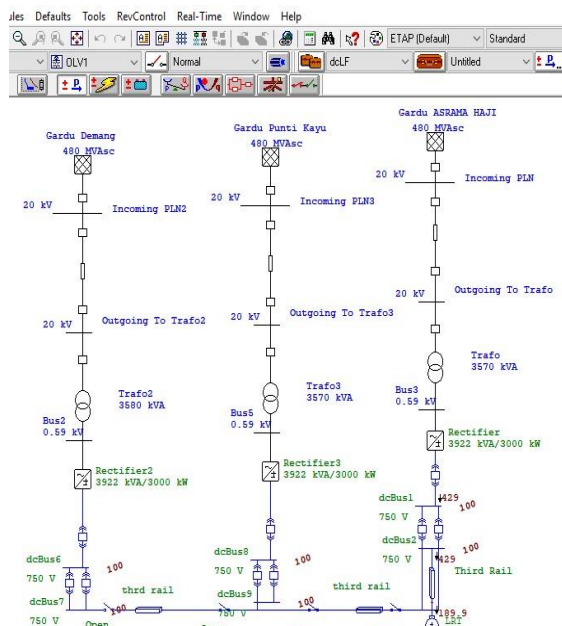 ules Defaults Tools RevControl Real-Time Window Help
ETAP (Default) Standard
OLV1 Normal dcLF Untitled
Gardu Demang
480 MVAsc
20 kV Incoming PLN2
20 kV Outgoing To Trafo2
Trafo2
3580 kVA
Bus2
0.59 kV
Rectifier2
3922 kVA/3000 kW
dcBus6
750 V
100
dcBus7
750 V
Open
thrd rail
100
Gardu Punti Kayu
480 MVAsc
20 kV Incoming PLN3
20 kV Outgoing To Trafo3
Trafo3
3570 kVA
Bus5
0.59 kV
Rectifier3
3922 kVA/3000 kW
dcBus8
750 V
100
dcBus9
750 V
third rail
Gardu ASRAMA HAJI
480 MVAsc
20 kV Incoming PLN
20 kV Outgoing To Trafo
Trafo
3570 kVA
Bus3
0.59 kV
Rectifier
3922 kVA/3000 kW
429
dcBus1
750 V
100
dcBus2
750 V
100
429
Third Rail
189.9
LRT